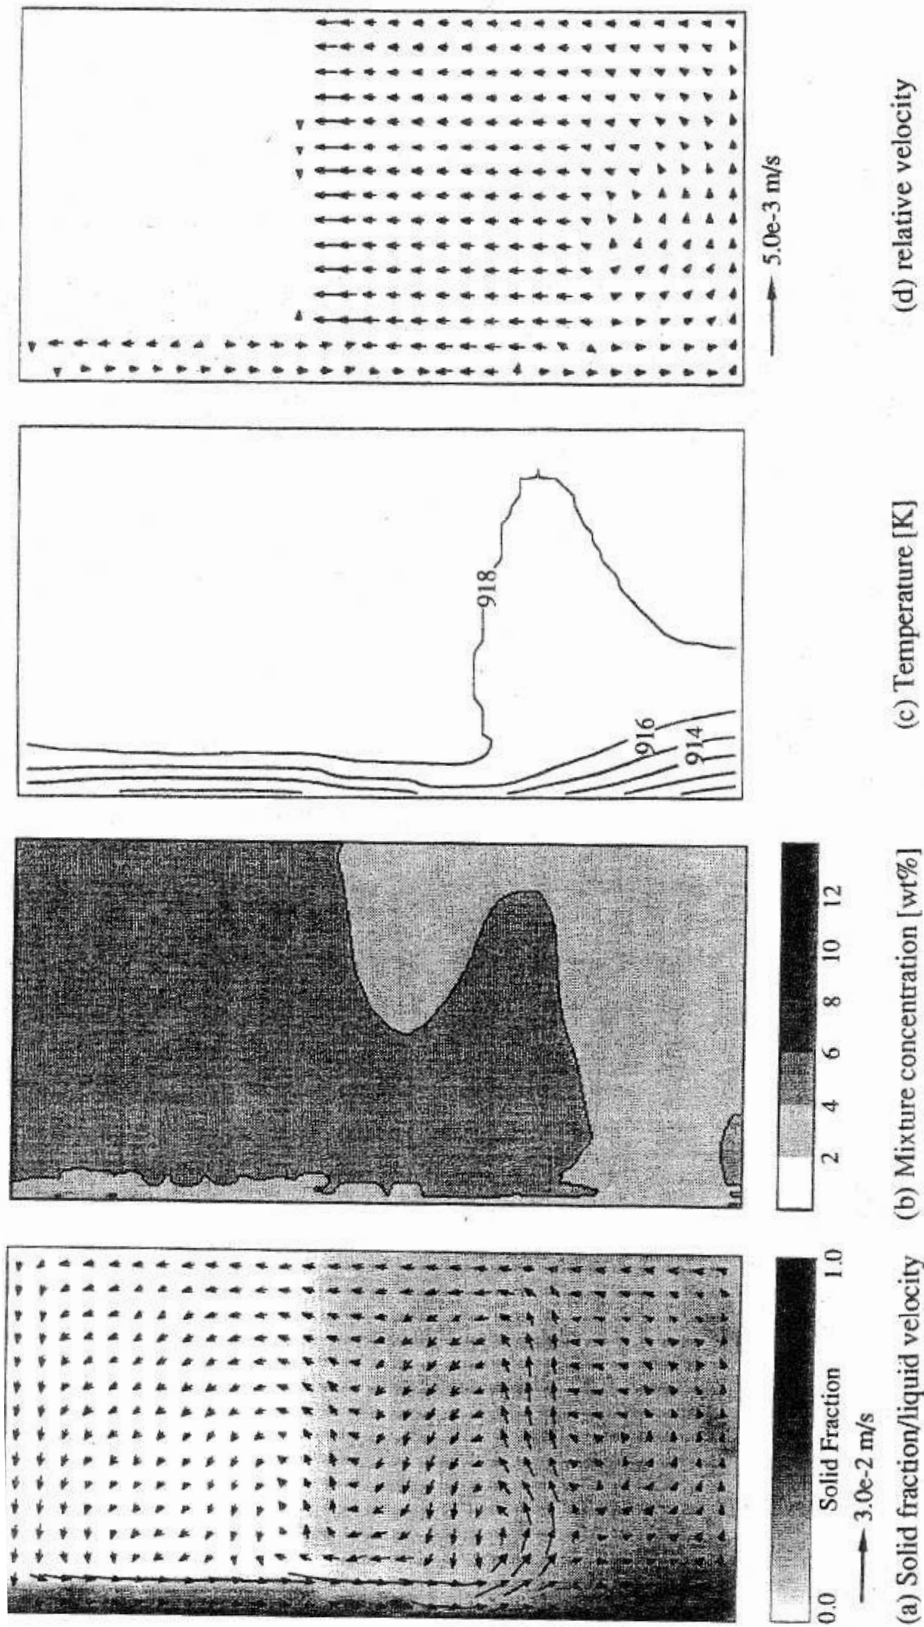 0.0
Solid Fraction
1.0
3.0e-2 m/s
(a) Solid fraction/liquid velocity
2
4
6
8
10
12
(b) Mixture concentration [wt%]
918
916
914
(c) Temperature [K]
5.0e-3 m/s
(d) relative velocity